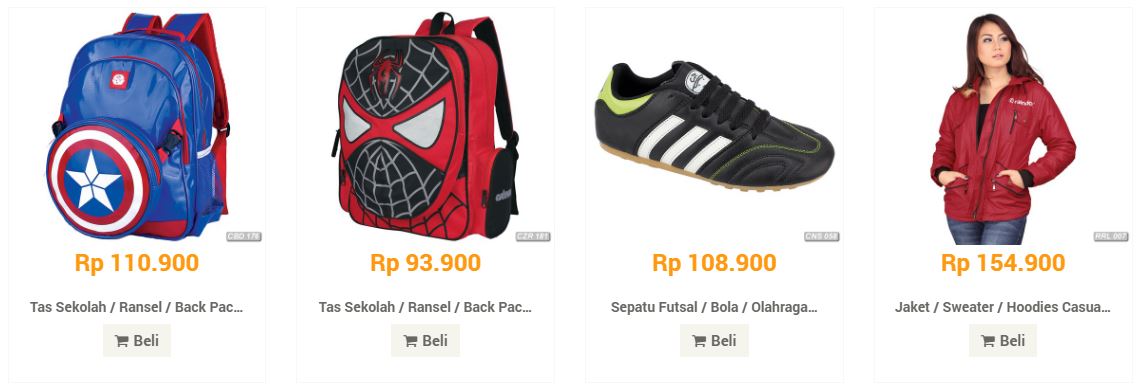 CBD 176
CZR 181
CNS 058
RRL 007
Rp 110.900
Rp 93.900
Rp 108.900
Rp 154.900
Tas Sekolah / Ransel / Back Pac...
Tas Sekolah / Ransel / Back Pac...
Sepatu Futsal / Bola / Olahraga...
Jaket / Sweater / Hoodies Casua...
Beli
Beli
Beli
Beli